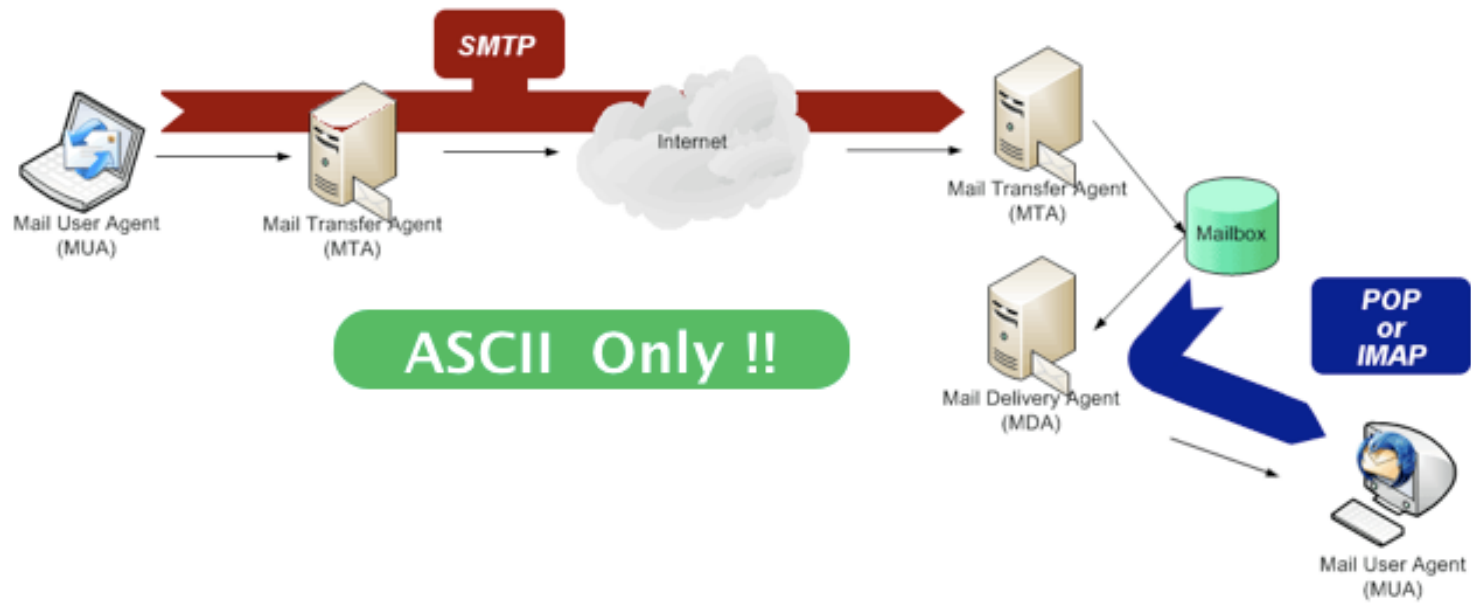 SMTP
Internet
Mail User Agent
(MUA)
Mail Transfer Agent
(MTA)
Mail Transfer Agent
(MTA)
Mailbox
ASCII  Only !!
POP
or
IMAP
Mail Delivery Agent
(MDA)
Mail User Agent
(MUA)